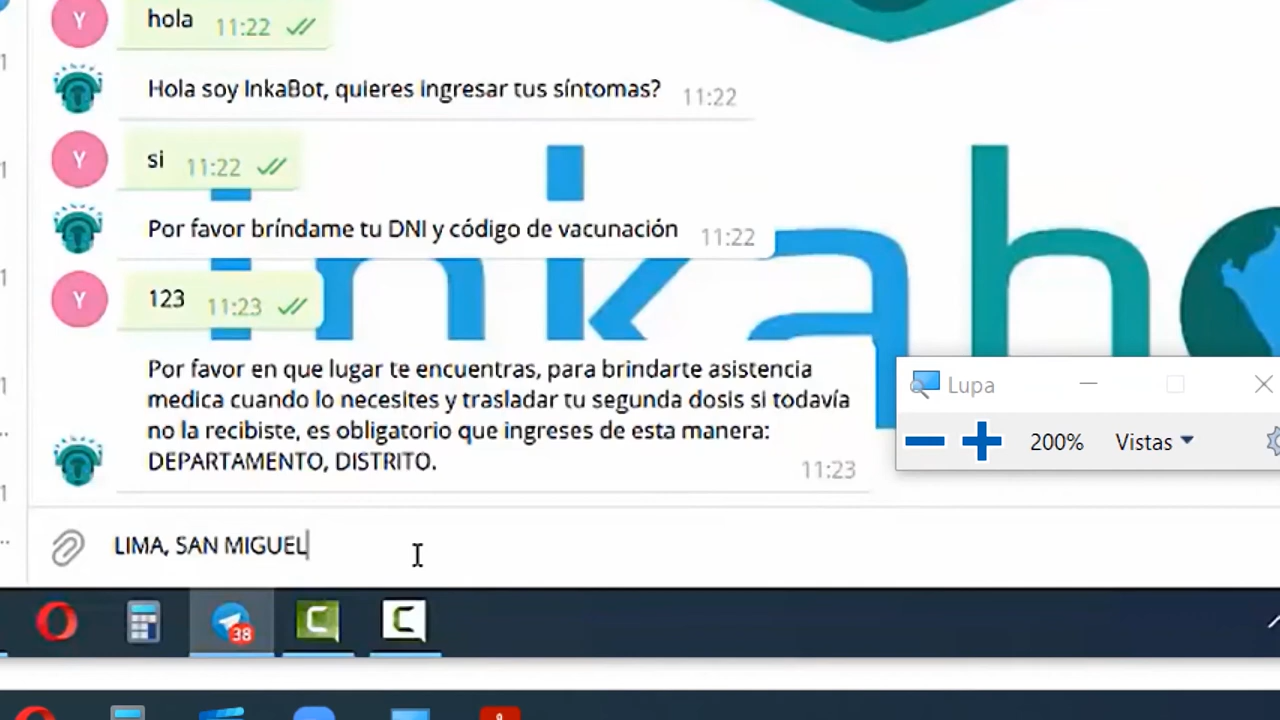 Y
hola 11:22
Hola soy InkaBot, quieres ingresar tus síntomas? 11:22
Y
si 11:22
Por favor bríndame tu DNI y código de vacunación 11:22
Y
123 11:23
Por favor en que lugar te encuentras, para brindarte asistencia
medica cuando lo necesites y trasladar tu segunda dosis si todavía
no la recibiste, es obligatorio que ingreses de esta manera:
DEPARTAMENTO, DISTRITO. 11:23
Lupa
200% Vistas
LIMA, SAN MIGUEL
38